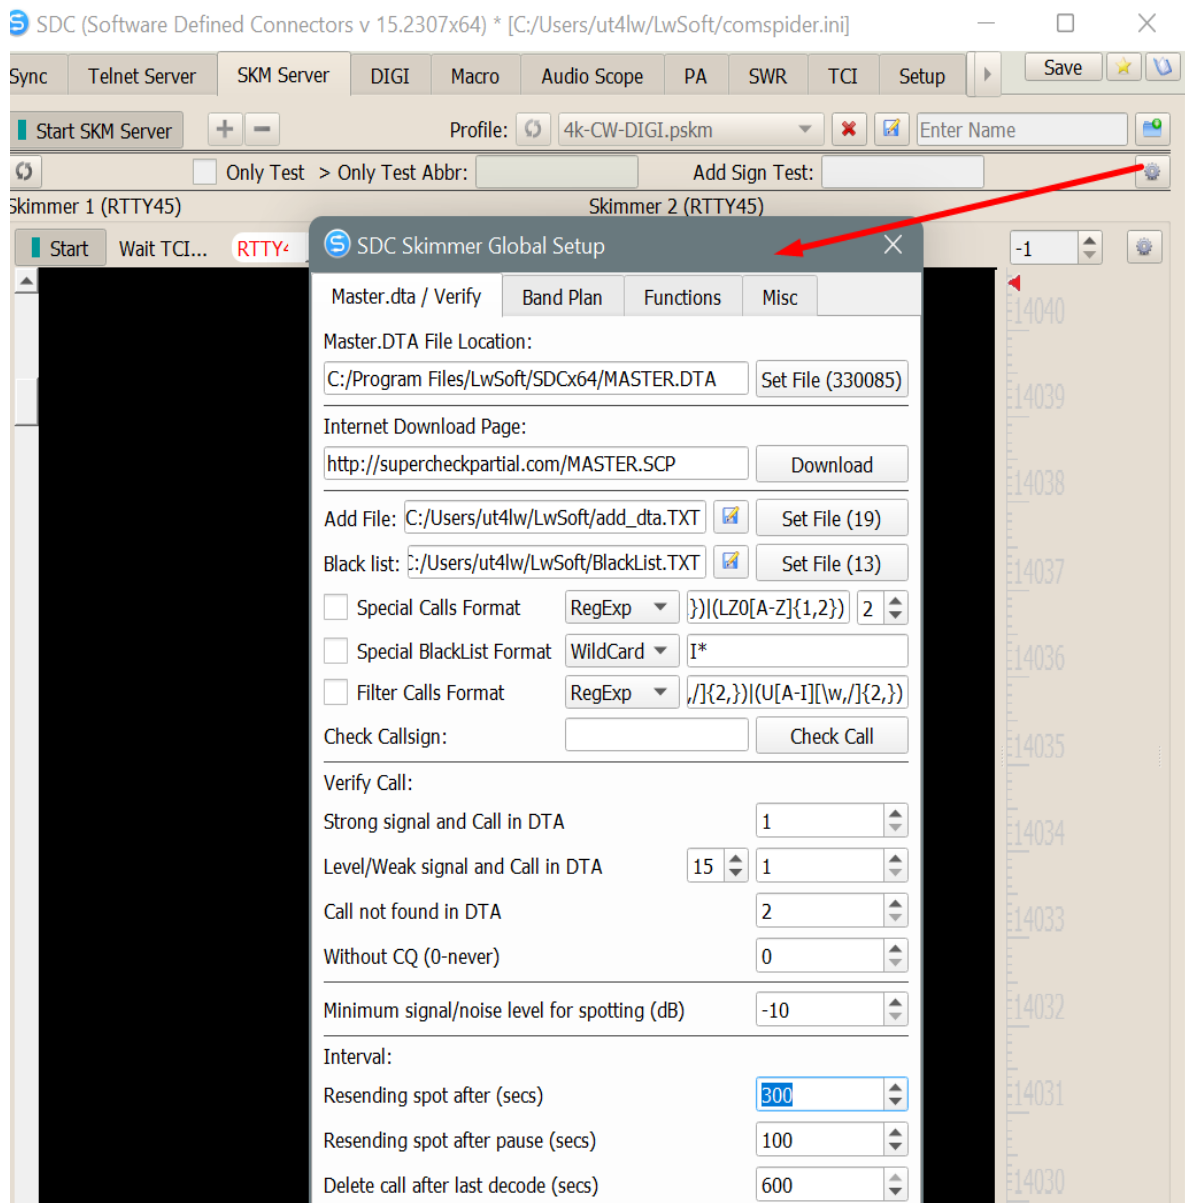 SDC (Software Defined Connectors v 15.2307x64) * [C:/Users/ut4lw/LwSoft/comspider.ini]
Sync Telnet Server SKM Server DIGI Macro Audio Scope PA SWR TCI Setup Save
Start SKM Server + − Profile: 4k-CW-DIGI.pskm Enter Name
Only Test > Only Test Abbr: Add Sign Test:
Skimmer 1 (RTTY45) Skimmer 2 (RTTY45)
Start Wait TCI... RTTY4 -1
SDC Skimmer Global Setup
Master.dta / Verify Band Plan Functions Misc
Master.DTA File Location:
C:/Program Files/LwSoft/SDCx64/MASTER.DTA Set File (330085)
Internet Download Page:
http://supercheckpartial.com/MASTER.SCP Download
Add File: C:/Users/ut4lw/LwSoft/add_dta.TXT Set File (19)
Black list: :/Users/ut4lw/LwSoft/BlackList.TXT Set File (13)
Special Calls Format RegExp })|(LZ0[A-Z]{1,2}) 2
Special BlackList Format WildCard I*
Filter Calls Format RegExp ,/]{2,})|(U[A-I][\w,/]{2,})
Check Callsign: Check Call
Verify Call:
Strong signal and Call in DTA 1
Level/Weak signal and Call in DTA 15 1
Call not found in DTA 2
Without CQ (0-never) 0
Minimum signal/noise level for spotting (dB) -10
Interval:
Resending spot after (secs) 300
Resending spot after pause (secs) 100
Delete call after last decode (secs) 600
14040
14039
14038
14037
14036
14035
14034
14033
14032
14031
14030